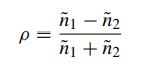 ρ = (ñ₁ − ñ₂) / (ñ₁ + ñ₂)